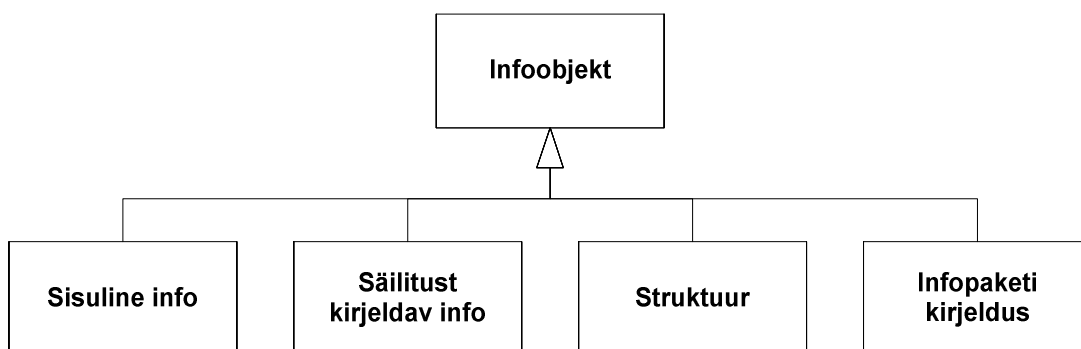 Infoobjekt
Sisuline info
Säilitust
kirjeldav info
Struktuur
Infopaketi
kirjeldus